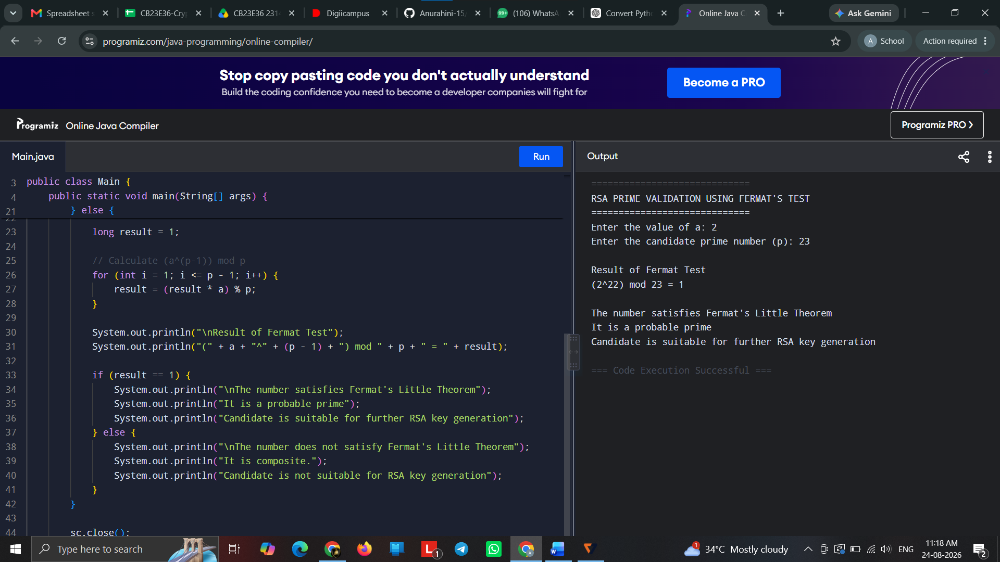 Spreadsheet s
CB23E36-Cry
CB23E36 231
Digiicampus
Anurahini-15/
99+
(106) WhatsA
Convert Pytho
Online Java C
Ask Gemini
programiz.com/java-programming/online-compiler/
A School
Action required
Stop copy pasting code you don't actually understand
Build the coding confidence you need to become a developer companies will fight for
Become a PRO
Programiz Online Java Compiler
Programiz PRO ❯
Main.java
Run
Output
3 public class Main {
4 public static void main(String[] args) {
21 } else {
22
23 long result = 1;
24
25 // Calculate (a^(p-1)) mod p
26 for (int i = 1; i <= p - 1; i++) {
27 result = (result * a) % p;
28 }
29
30 System.out.println("\nResult of Fermat Test");
31 System.out.println("(" + a + "^" + (p - 1) + ") mod " + p + " = " + result);
32
33 if (result == 1) {
34 System.out.println("\nThe number satisfies Fermat's Little Theorem");
35 System.out.println("It is a probable prime");
36 System.out.println("Candidate is suitable for further RSA key generation");
37 } else {
38 System.out.println("\nThe number does not satisfy Fermat's Little Theorem");
39 System.out.println("It is composite.");
40 System.out.println("Candidate is not suitable for RSA key generation");
41 }
42 }
43
44 sc.close();
=============================
RSA PRIME VALIDATION USING FERMAT'S TEST
=============================
Enter the value of a: 2
Enter the candidate prime number (p): 23
Result of Fermat Test
(2^22) mod 23 = 1
The number satisfies Fermat's Little Theorem
It is a probable prime
Candidate is suitable for further RSA key generation
=== Code Execution Successful ===
Type here to search
L 1
1
34°C Mostly cloudy
ENG
11:18 AM
24-08-2026
2